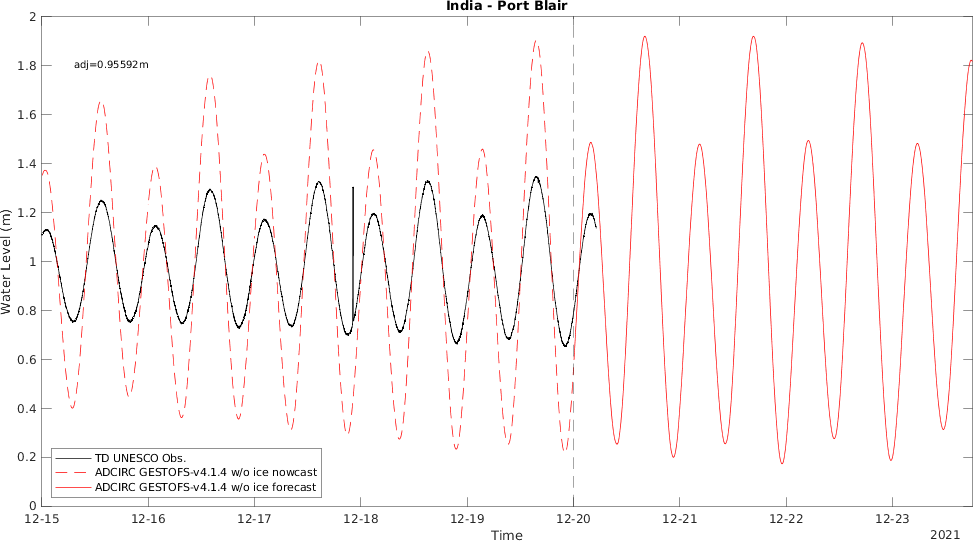 India - Port Blair
adj=0.95592m
2
1.8
1.6
1.4
1.2
1
0.8
0.6
0.4
0.2
0
Water Level (m)
TD UNESCO Obs.
ADCIRC GESTOFS-v4.1.4 w/o ice nowcast
ADCIRC GESTOFS-v4.1.4 w/o ice forecast
12-15 12-16 12-17 12-18 12-19 12-20 12-21 12-22 12-23
Time
2021